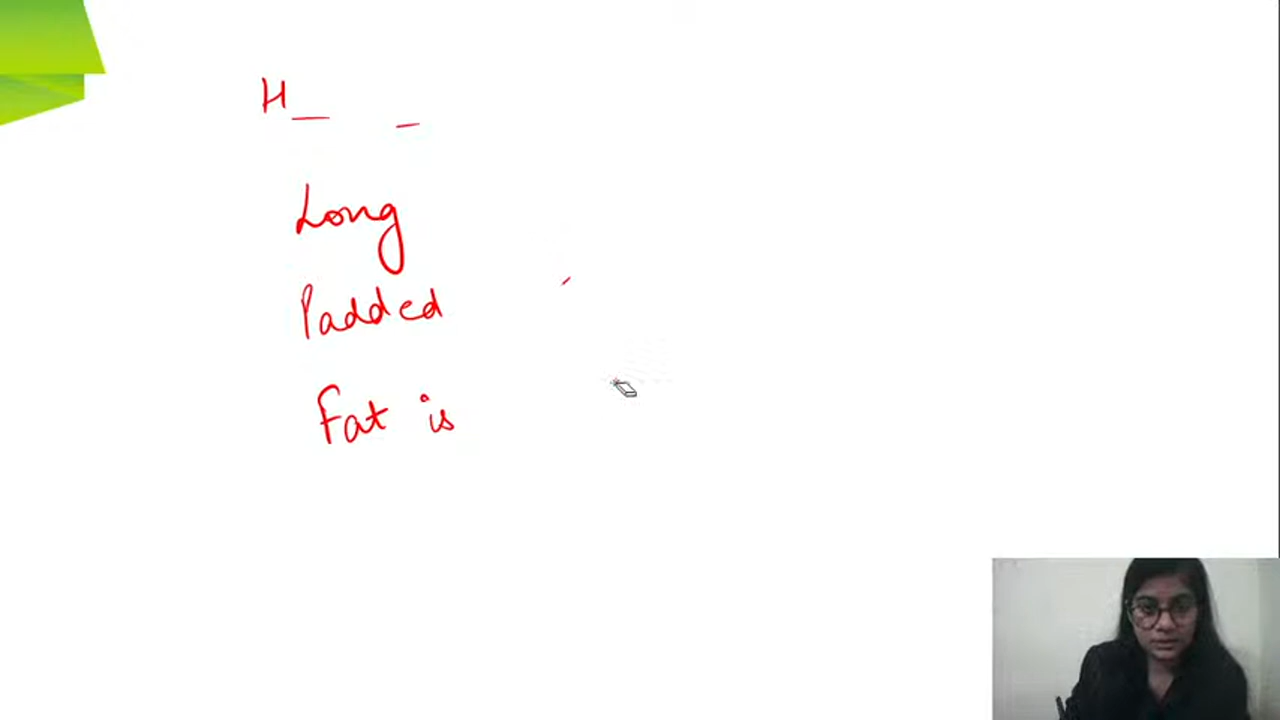 H_ _
Long
Padded
Fat is